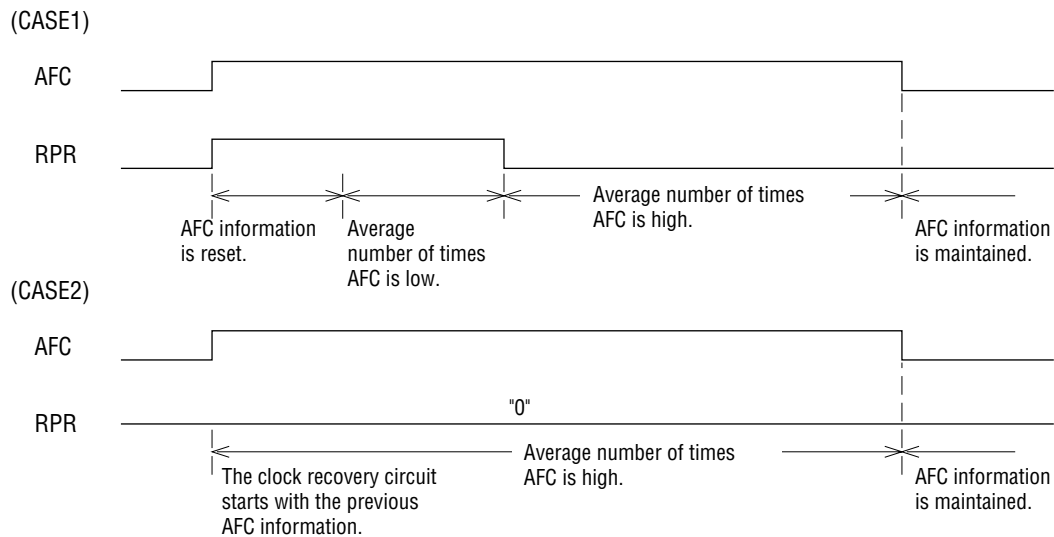 (CASE1)
AFC
RPR
AFC information
is reset.
Average
number of times
AFC is low.
Average number of times
AFC is high.
AFC information
is maintained.
(CASE2)
AFC
RPR
"0"
The clock recovery circuit
starts with the previous
AFC information.
Average number of times
AFC is high.
AFC information
is maintained.